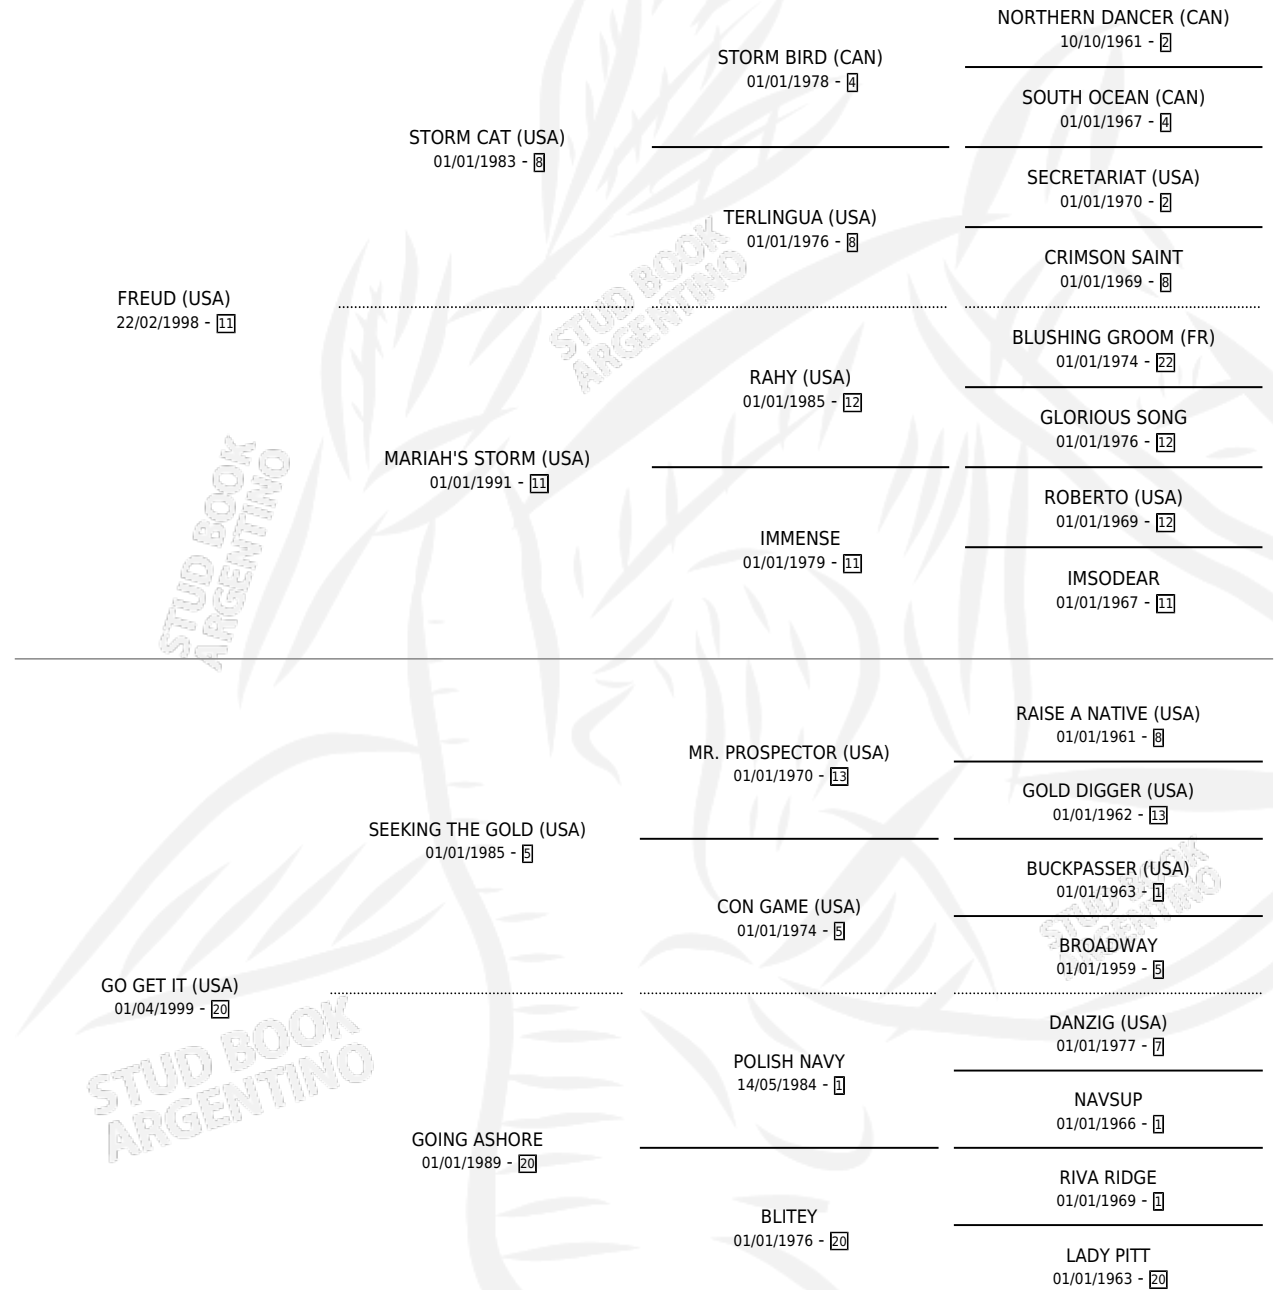 NORTHERN DANCER (CAN)
10/10/1961 - 2
STORM BIRD (CAN)
01/01/1978 - 4
SOUTH OCEAN (CAN)
01/01/1967 - 4
STORM CAT (USA)
01/01/1983 - 8
SECRETARIAT (USA)
01/01/1970 - 2
TERLINGUA (USA)
01/01/1976 - 8
CRIMSON SAINT
01/01/1969 - 8
FREUD (USA)
22/02/1998 - 11
BLUSHING GROOM (FR)
01/01/1974 - 22
RAHY (USA)
01/01/1985 - 12
GLORIOUS SONG
01/01/1976 - 12
MARIAH'S STORM (USA)
01/01/1991 - 11
ROBERTO (USA)
01/01/1969 - 12
IMMENSE
01/01/1979 - 11
IMSODEAR
01/01/1967 - 11
RAISE A NATIVE (USA)
01/01/1961 - 8
MR. PROSPECTOR (USA)
01/01/1970 - 13
GOLD DIGGER (USA)
01/01/1962 - 13
SEEKING THE GOLD (USA)
01/01/1985 - 5
BUCKPASSER (USA)
01/01/1963 - 1
CON GAME (USA)
01/01/1974 - 5
BROADWAY
01/01/1959 - 5
GO GET IT (USA)
01/04/1999 - 20
DANZIG (USA)
01/01/1977 - 7
POLISH NAVY
14/05/1984 - 1
NAVSUP
01/01/1966 - 1
GOING ASHORE
01/01/1989 - 20
RIVA RIDGE
01/01/1969 - 1
BLITEY
01/01/1976 - 20
LADY PITT
01/01/1963 - 20
STUD BOOK
ARGENTINO
STUD BOOK
ARGENTINO
STUD BOOK
ARGENTINO
STUD BOOK
ARGENTINO